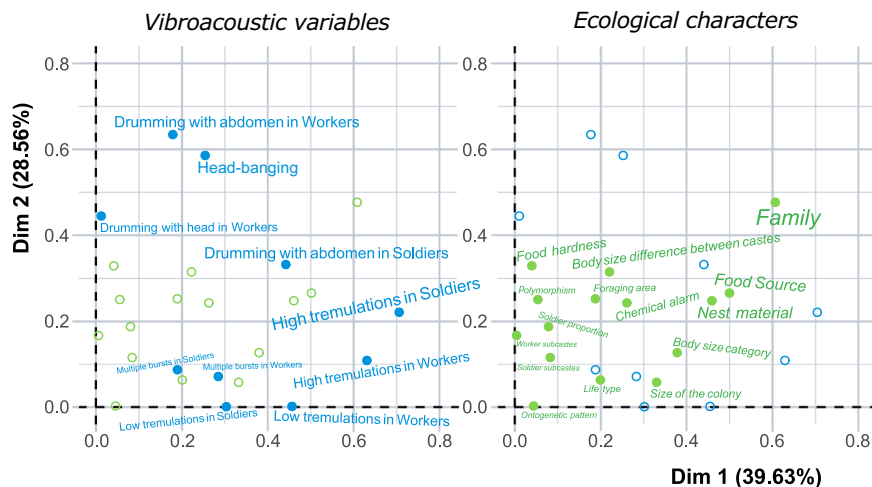 Vibroacoustic variables
Ecological characters
Dim 2 (28.56%)
0.8
0.6
0.4
0.2
0.0
Drumming with abdomen in Workers
Head-banging
Drumming with head in Workers
Drumming with abdomen in Soldiers
High tremulations in Soldiers
High tremulations in Workers
Multiple bursts in Soldiers
Multiple bursts in Workers
Low tremulations in Soldiers
Low tremulations in Workers
0.0 0.2 0.4 0.6 0.8
0.8
0.6
0.4
0.2
0.0
Family
Food hardness
Body size difference between castes
Polymorphism
Foraging area
Chemical alarm
Food Source
Nest material
Soldier proportion
Worker subcastes
Soldier subcastes
Body size category
Life type
Size of the colony
Ontogenetic pattern
0.0 0.2 0.4 0.6 0.8
Dim 1 (39.63%)